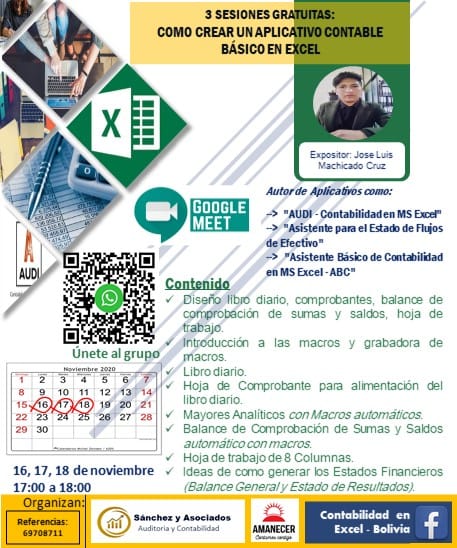 3 SESIONES GRATUITAS:
COMO CREAR UN APLICATIVO CONTABLE
BÁSICO EN EXCEL
X
Expositor: Jose Luis
Machicado Cruz
Autor de Aplicativos como:
--> "AUDI - Contabilidad en MS Excel"
--> "Asistente para el Estado de Flujos
de Efectivo"
--> "Asistente Básico de Contabilidad
en MS Excel - ABC"
GOOGLE
MEET
AUDI
Únete al grupo
Noviembre 2020
1 2 3 4 5 6 7
8 9 10 11 12 13 14
15 16 17 18 19 20 21
22 23 24 25 26 27 28
29 30
16, 17, 18 de noviembre
17:00 a 18:00
Contenido
✓ Diseño libro diario, comprobantes, balance de
comprobación de sumas y saldos, hoja de
trabajo.
✓ Introducción a las macros y grabadora de
macros.
✓ Libro diario.
✓ Hoja de Comprobante para alimentación del
libro diario.
✓ Mayores Analíticos con Macros automáticos.
✓ Balance de Comprobación de Sumas y Saldos
automático con macros.
✓ Hoja de trabajo de 8 Columnas.
✓ Ideas de como generar los Estados Financieros
(Balance General y Estado de Resultados).
Organizan:
Referencias:
69708711
Sánchez y Asociados
Auditoria y Contabilidad
AMANECER
Contamos contigo
Contabilidad en
Excel - Bolivia
f